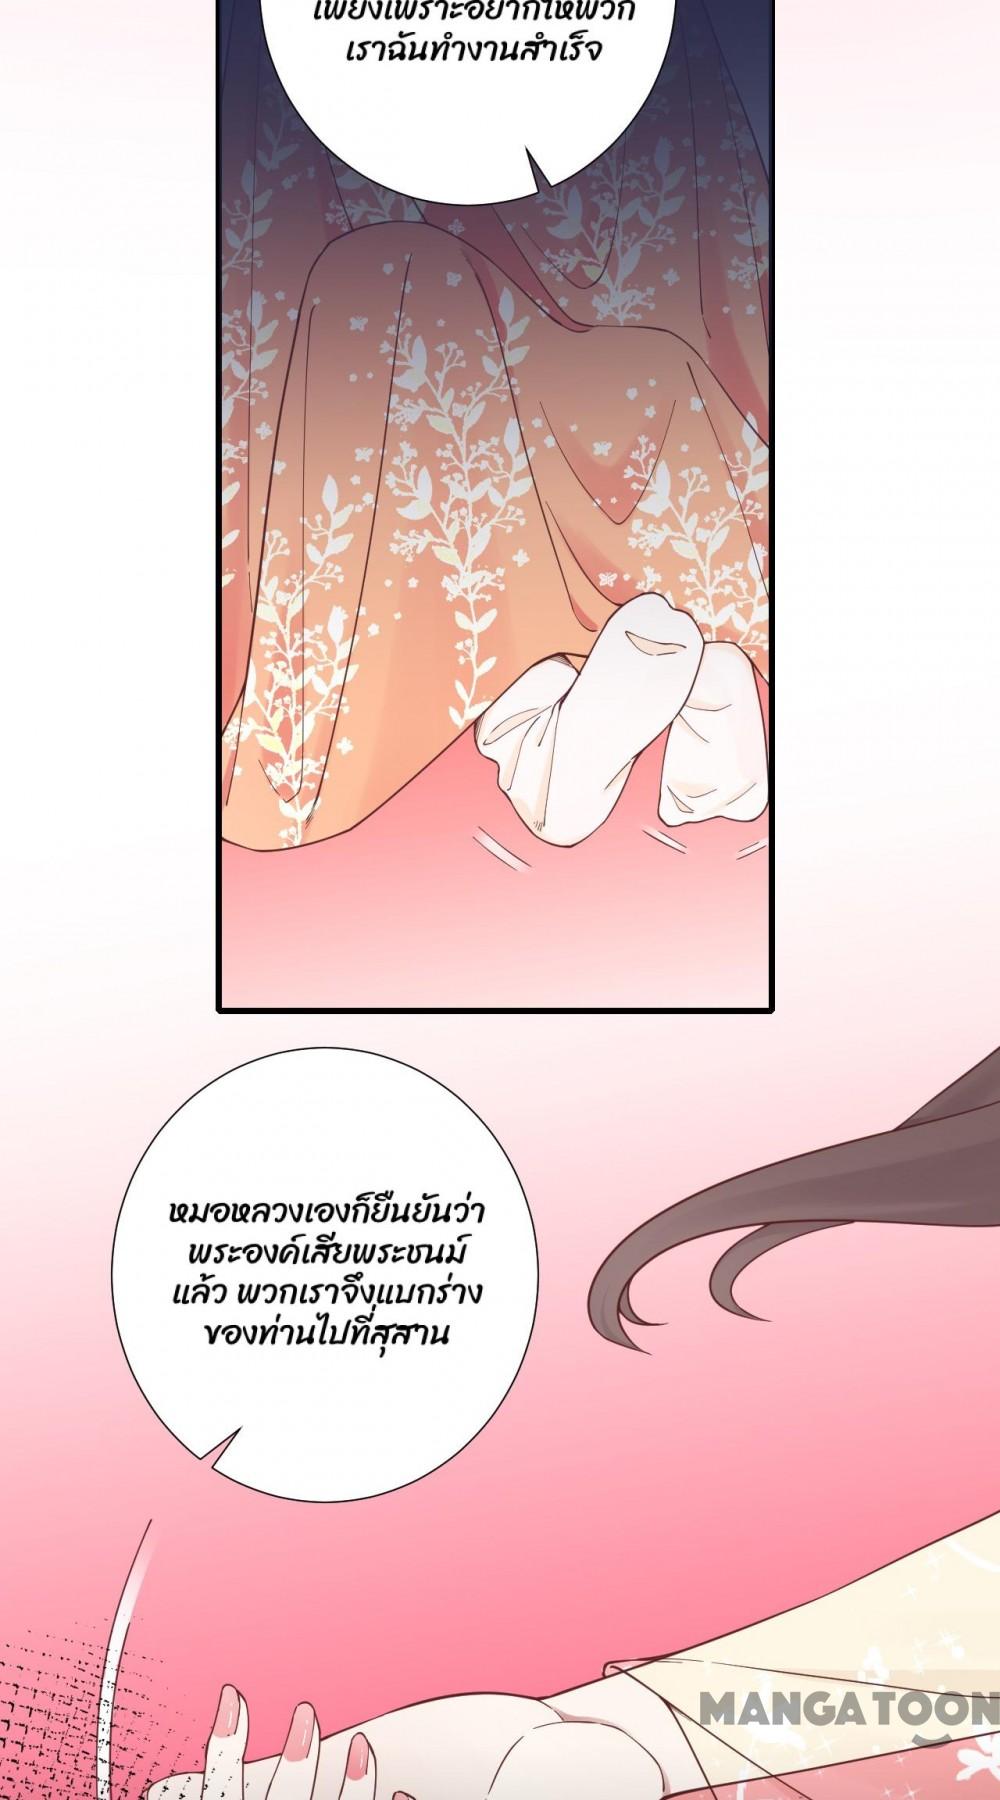 เพียงเพราะอยากให้พวก
เราฉันทำงานสำเร็จ
หมอหลวงเองก็ยืนยันว่า
พระองค์เสียพระชนม์
แล้ว พวกเราจึงแบกร่าง
ของท่านไปที่สุสาน
MANGA TOON